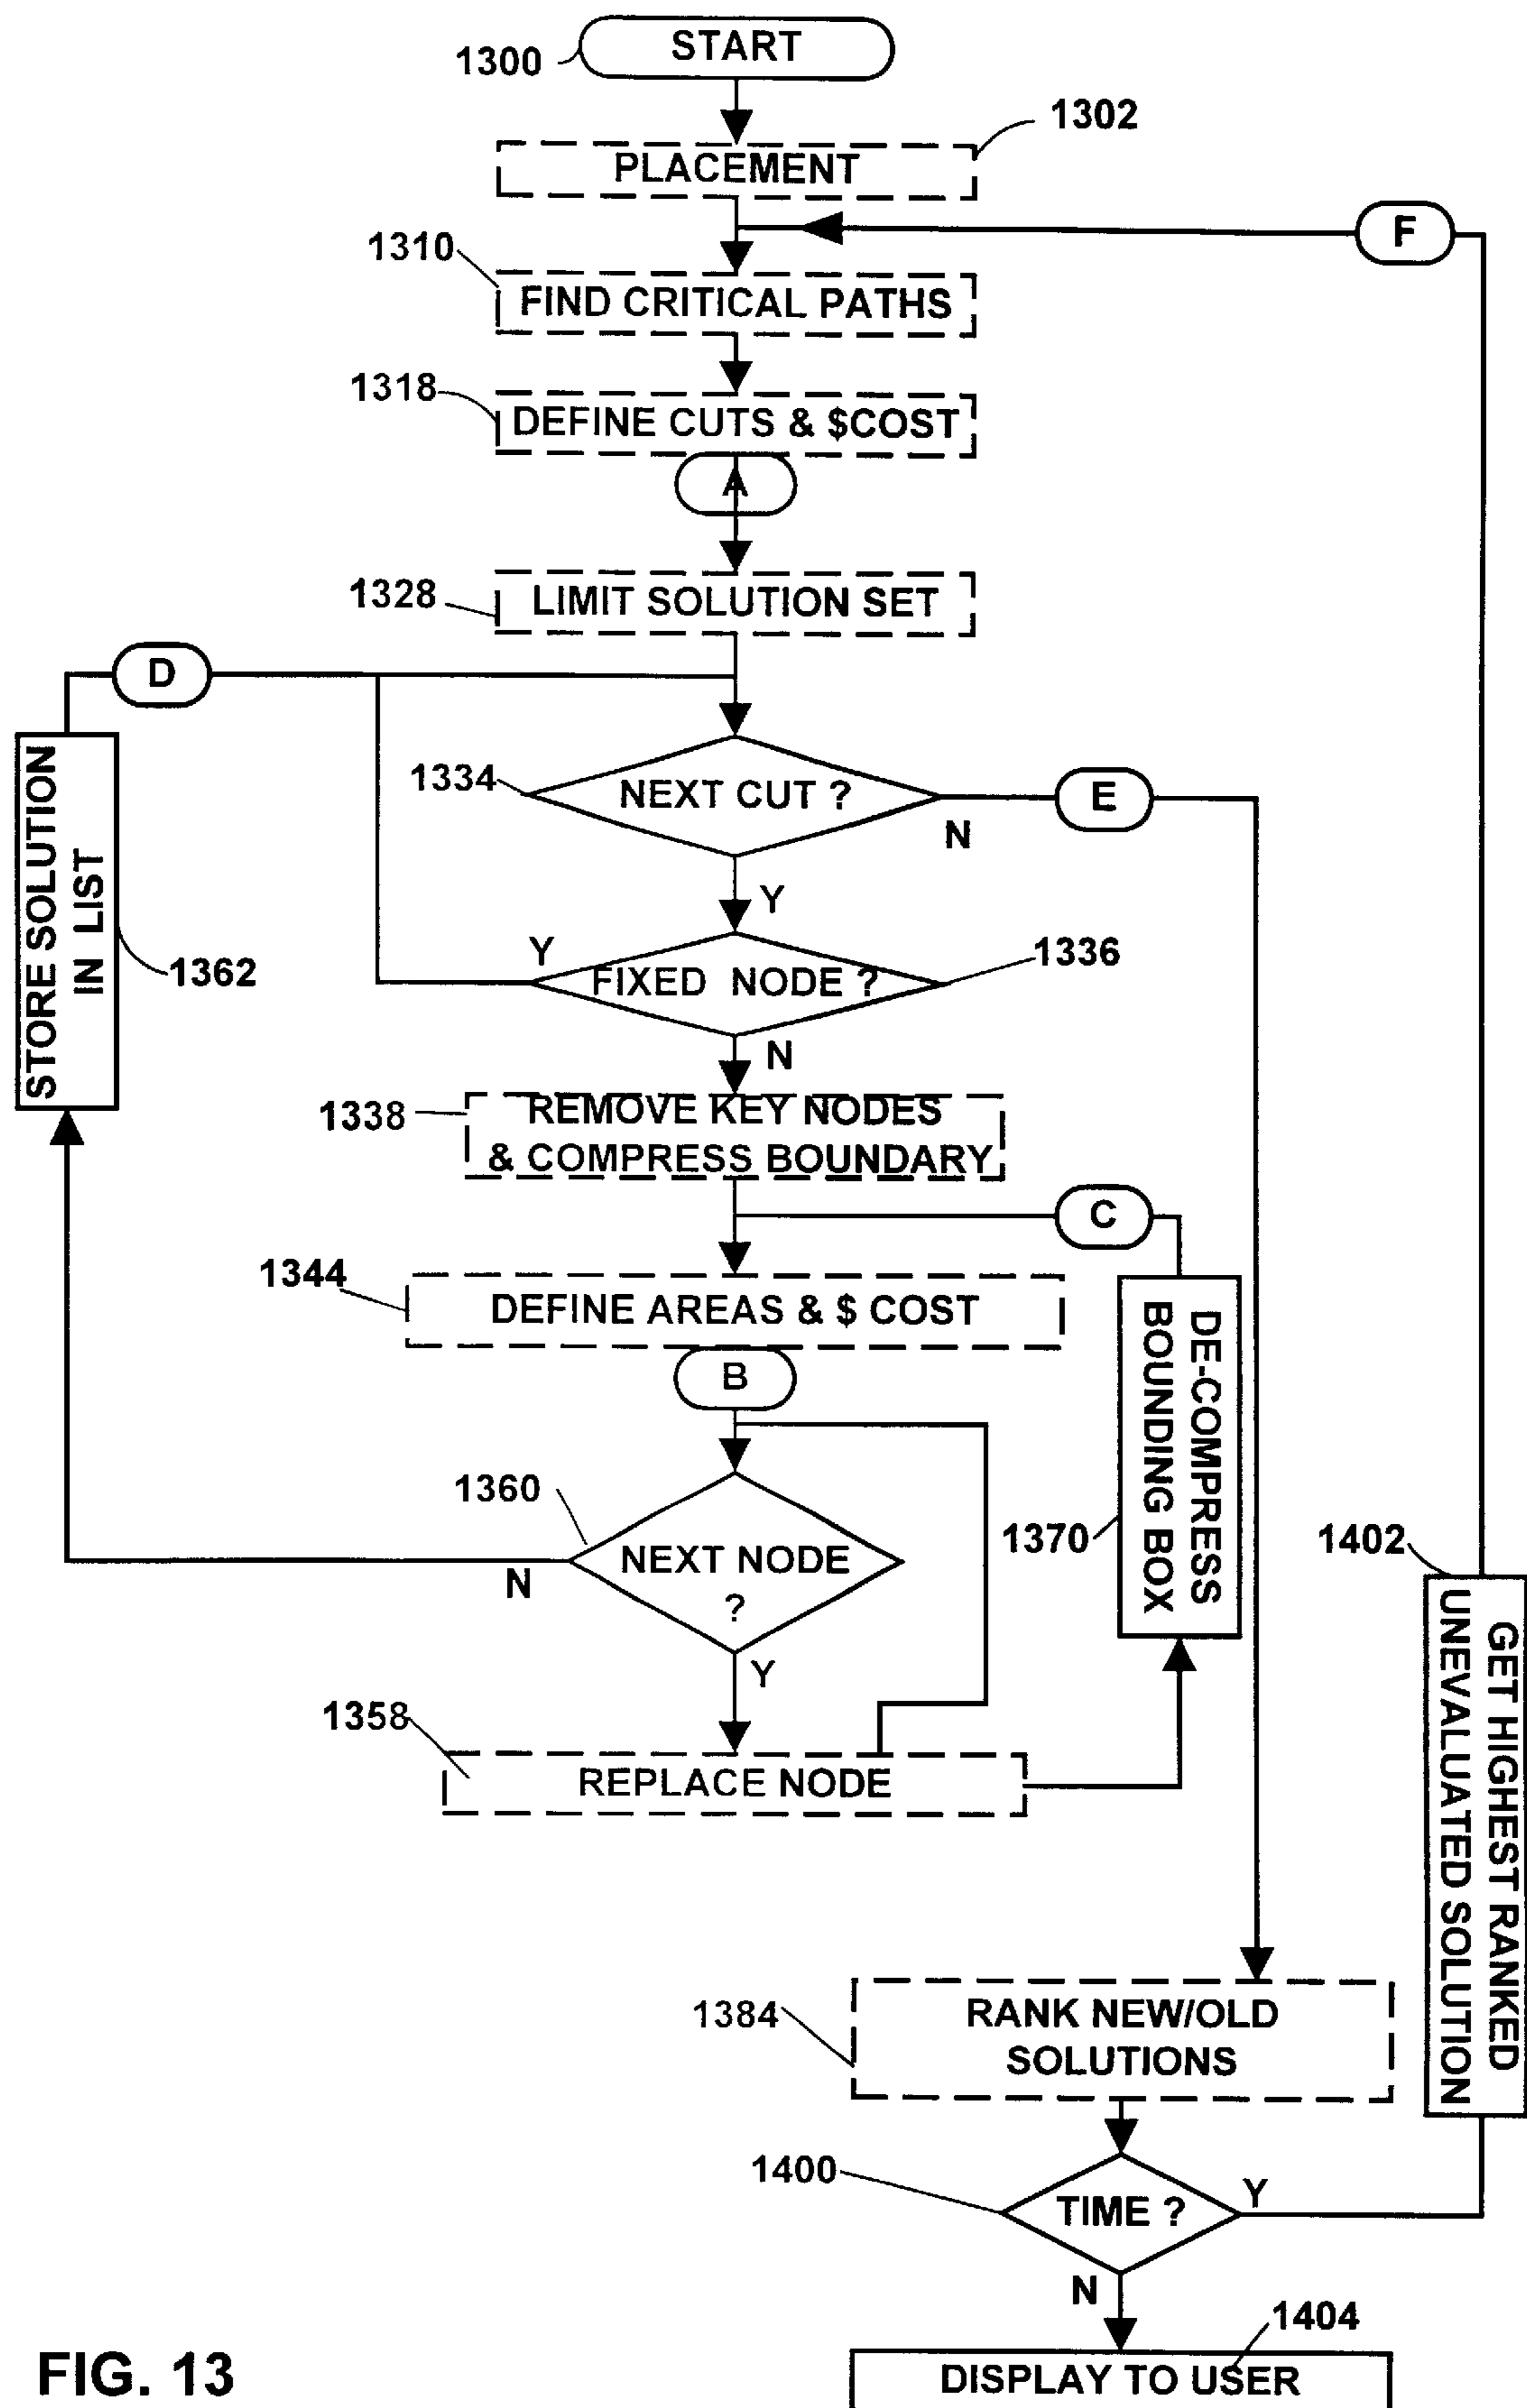 START
1300
1302
PLACEMENT
F
1310
FIND CRITICAL PATHS
1318
DEFINE CUTS & $COST
A
1328
LIMIT SOLUTION SET
D
1334
NEXT CUT ?
E
N
STORE SOLUTION
IN LIST
1362
Y
Y
1336
FIXED NODE ?
N
1338
REMOVE KEY NODES
& COMPRESS BOUNDARY
C
1344
DEFINE AREAS & $ COST
B
DE-COMPRESS
BOUNDING BOX
1370
1360
NEXT NODE
?
N
Y
1402
GET HIGHEST RANKED
UNEVALUATED SOLUTION
1358
REPLACE NODE
1384
RANK NEW/OLD
SOLUTIONS
1400
TIME ?
Y
N
1404
DISPLAY TO USER
FIG. 13